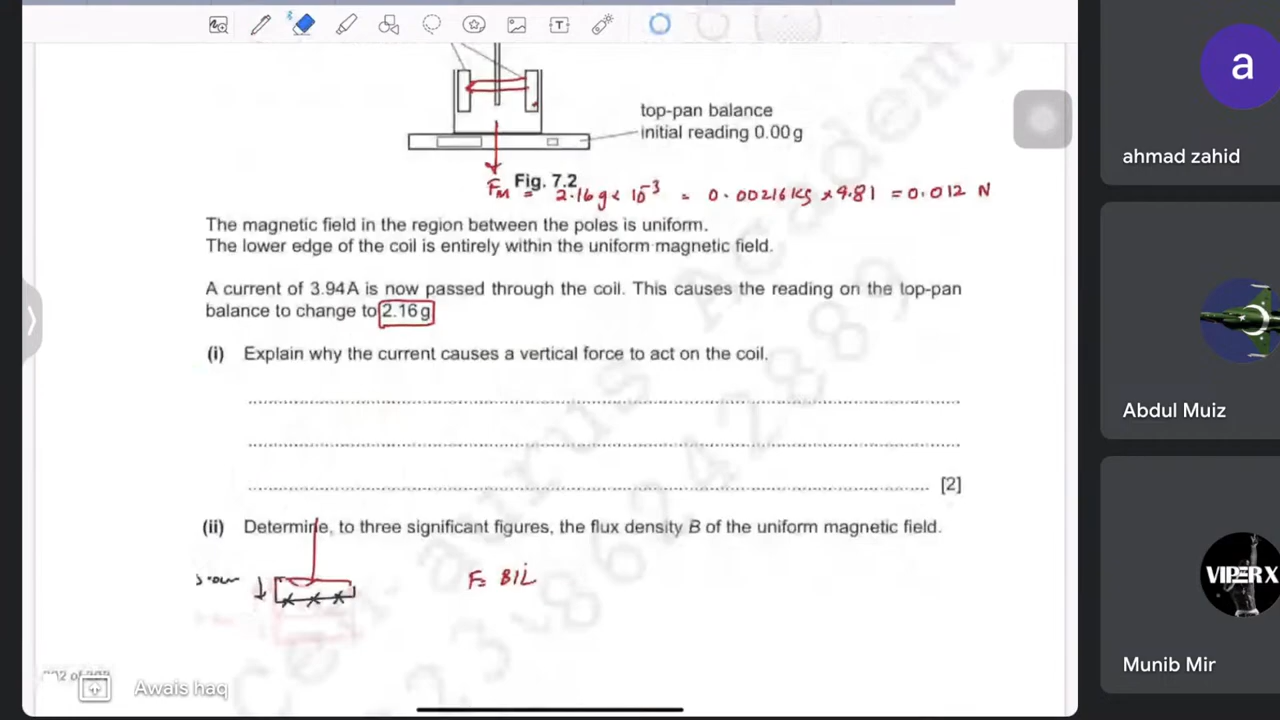 a
top-pan balance
initial reading 0.00 g
ahmad zahid
Fig. 7.2
F_M = 2.16 g × 10^-3 = 0.00216 kg × 9.81 = 0.012 N
The magnetic field in the region between the poles is uniform.
The lower edge of the coil is entirely within the uniform magnetic field.
A current of 3.94 A is now passed through the coil. This causes the reading on the top-pan
balance to change to 2.16 g
(i) Explain why the current causes a vertical force to act on the coil.
Abdul Muiz
[2]
(ii) Determine, to three significant figures, the flux density B of the uniform magnetic field.
F = BIL
VIPER X
Munib Mir
Awais haq
Academy